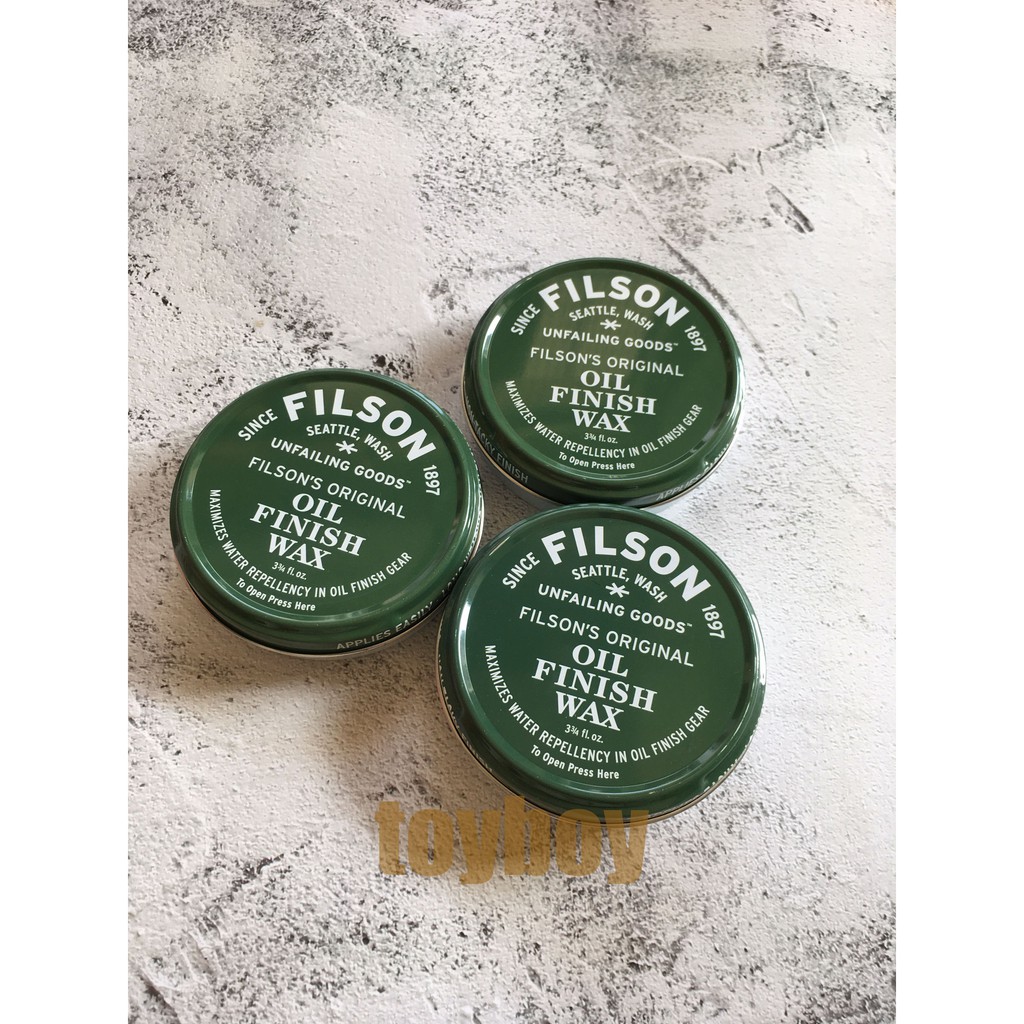 SINCE FILSON 1897
SEATTLE, WASH
UNFAILING GOODS™
FILSON'S ORIGINAL
OIL
FINISH
WAX
3¾ fl. oz.
MAXIMIZES WATER REPELLENCY IN OIL FINISH GEAR
To Open Press Here
TACKY FINISH
SINCE FILSON 1897
SEATTLE, WASH
UNFAILING GOODS™
FILSON'S ORIGINAL
OIL
FINISH
WAX
3¾ fl. oz.
MAXIMIZES WATER REPELLENCY IN OIL FINISH GEAR
To Open Press Here
APPLIES EASILY
SINCE FILSON 1897
SEATTLE, WASH
UNFAILING GOODS™
FILSON'S ORIGINAL
OIL
FINISH
WAX
3¾ fl. oz.
MAXIMIZES WATER REPELLENCY IN OIL FINISH GEAR
To Open Press Here
toyboy